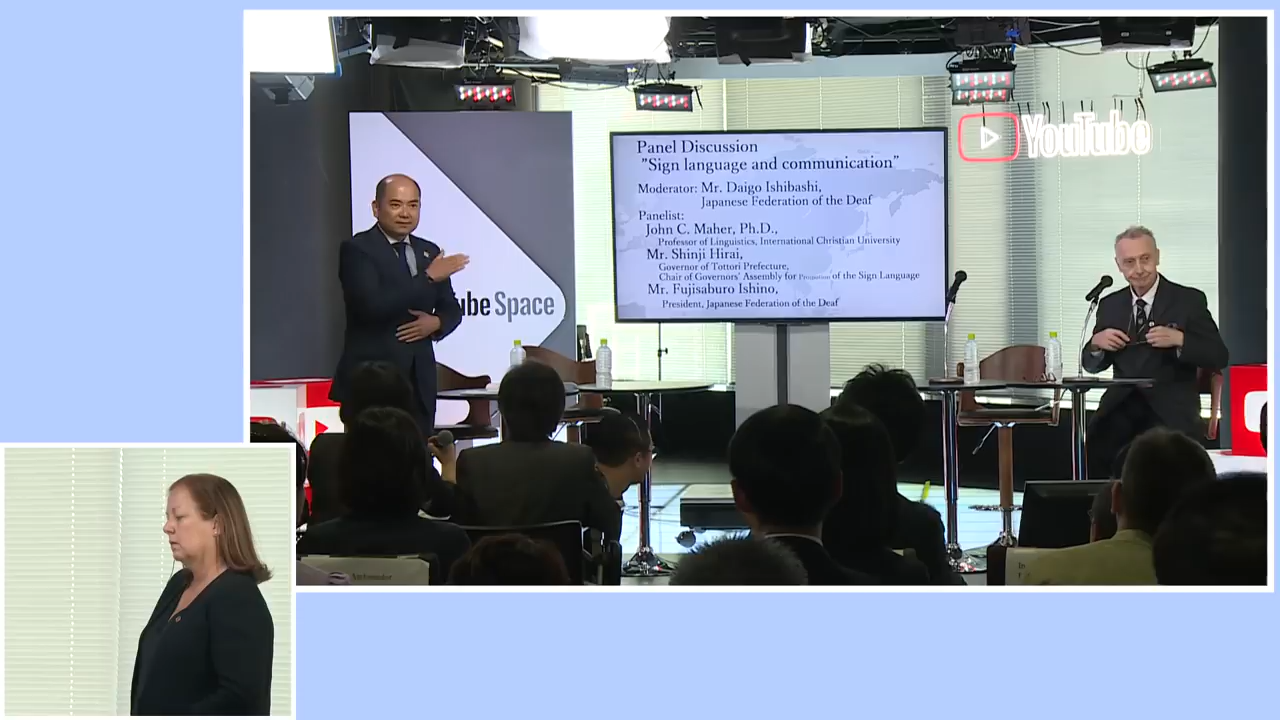 Panel Discussion
"Sign language and communication"
Moderator: Mr. Daigo Ishibashi,
Japanese Federation of the Deaf
Panelist:
John C. Maher, Ph.D.,
Professor of Linguistics, International Christian University
Mr. Shinji Hirai,
Governor of Tottori Prefecture,
Chair of Governors' Assembly for Promotion of the Sign Language
Mr. Fujisaburo Ishino,
President, Japanese Federation of the Deaf
YouTube
ube Space